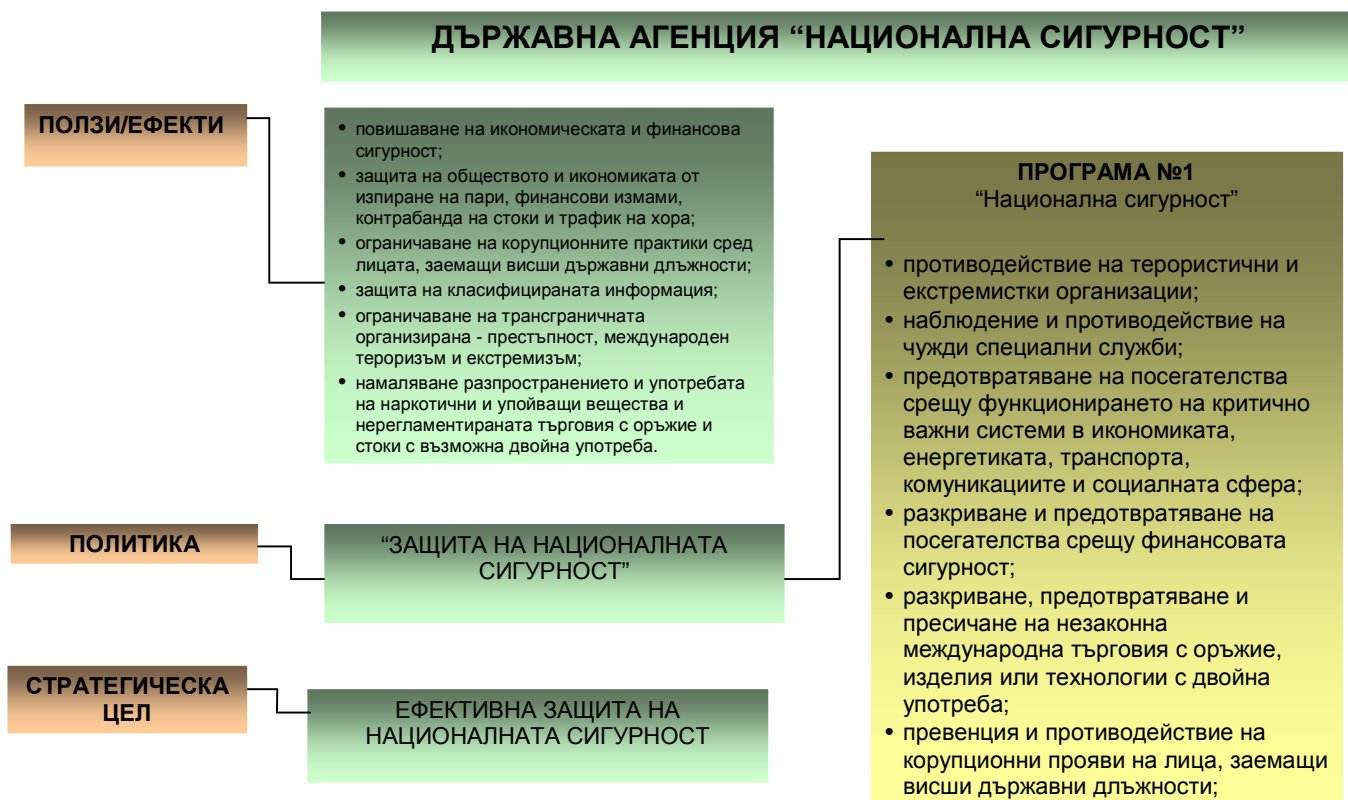 ДЪРЖАВНА АГЕНЦИЯ “НАЦИОНАЛНА СИГУРНОСТ”
ПОЛЗИ/ЕФЕКТИ
• повишаване на икономическата и финансова
сигурност;
• защита на обществото и икономиката от
изпиране на пари, финансови измами,
контрабанда на стоки и трафик на хора;
• ограничаване на корупционните практики сред
лицата, заемащи висши държавни длъжности;
• защита на класифицираната информация;
• ограничаване на трансграничната
организирана - престъпност, международен
тероризъм и екстремизъм;
• намаляване разпространението и употребата
на наркотични и упойващи вещества и
нерегламентираната търговия с оръжие и
стоки с възможна двойна употреба.
ПОЛИТИКА
“ЗАЩИТА НА НАЦИОНАЛНАТА
СИГУРНОСТ”
СТРАТЕГИЧЕСКА
ЦЕЛ
ЕФЕКТИВНА ЗАЩИТА НА
НАЦИОНАЛНАТА СИГУРНОСТ
ПРОГРАМА №1
“Национална сигурност”
• противодействие на терористични и
екстремистки организации;
• наблюдение и противодействие на
чужди специални служби;
• предотвратяване на посегателства
срещу функционирането на критично
важни системи в икономиката,
енергетиката, транспорта,
комуникациите и социалната сфера;
• разкриване и предотвратяване на
посегателства срещу финансовата
сигурност;
• разкриване, предотвратяване и
пресичане на незаконна
международна търговия с оръжие,
изделия или технологии с двойна
употреба;
• превенция и противодействие на
корупционни прояви на лица, заемащи
висши държавни длъжности;